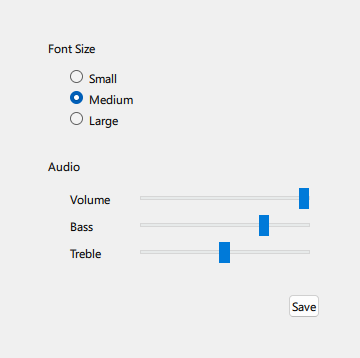 Font Size
Small
Medium
Large
Audio
Volume
Bass
Treble
Save